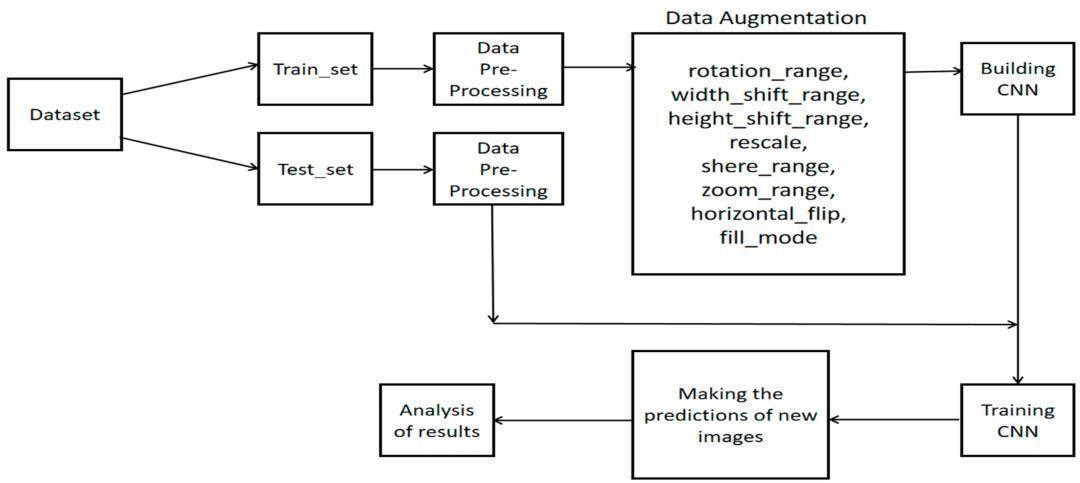 Data Augmentation
Dataset
Train_set
Data
Pre-
Processing
rotation_range,
width_shift_range,
height_shift_range,
rescale,
shere_range,
zoom_range,
horizontal_flip,
fill_mode
Building
CNN
Test_set
Data
Pre-
Processing
Analysis
of results
Making the
predictions of new
images
Training
CNN